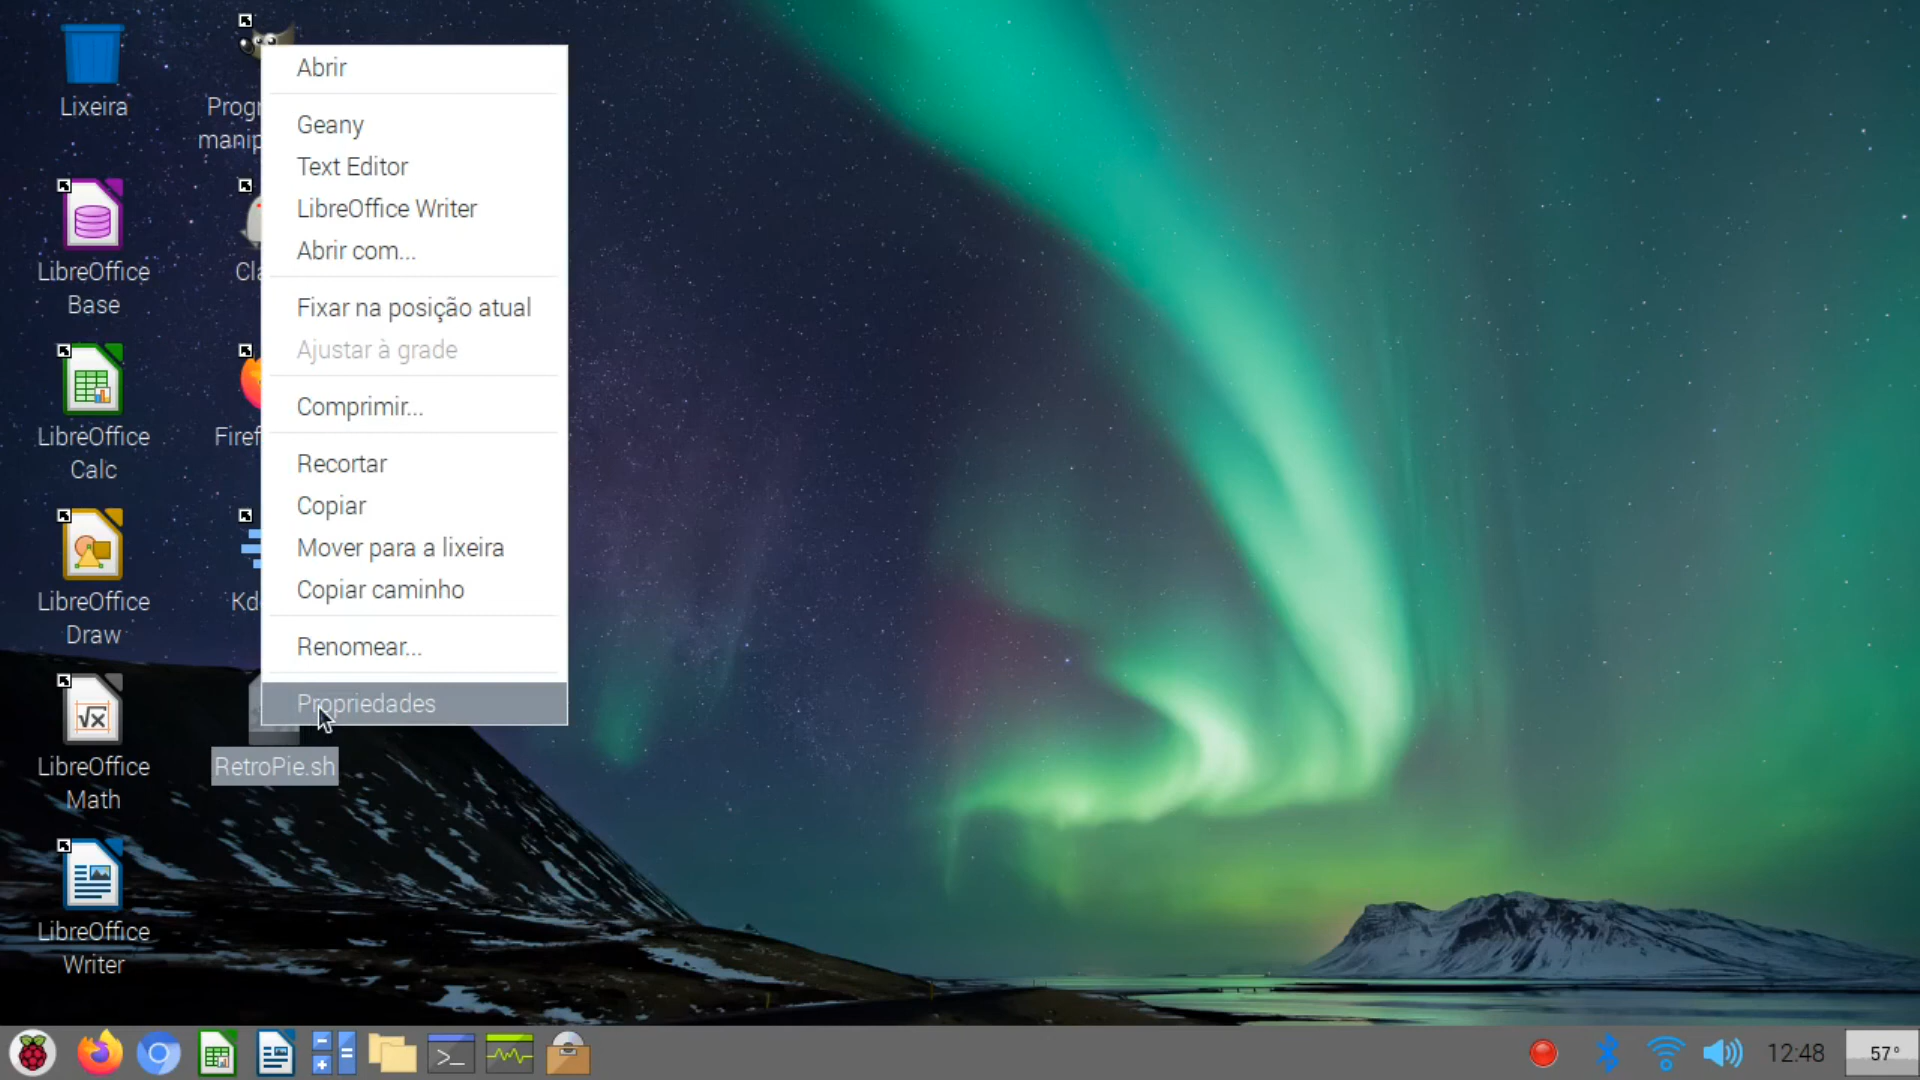 Lixeira
LibreOffice
Base
LibreOffice
Calc
LibreOffice
Draw
LibreOffice
Math
LibreOffice
Writer
Progr
manip
Cla
Firef
Kd
RetroPie.sh
Abrir
Geany
Text Editor
LibreOffice Writer
Abrir com...
Fixar na posição atual
Ajustar à grade
Comprimir...
Recortar
Copiar
Mover para a lixeira
Copiar caminho
Renomear...
Propriedades
12:48
57°